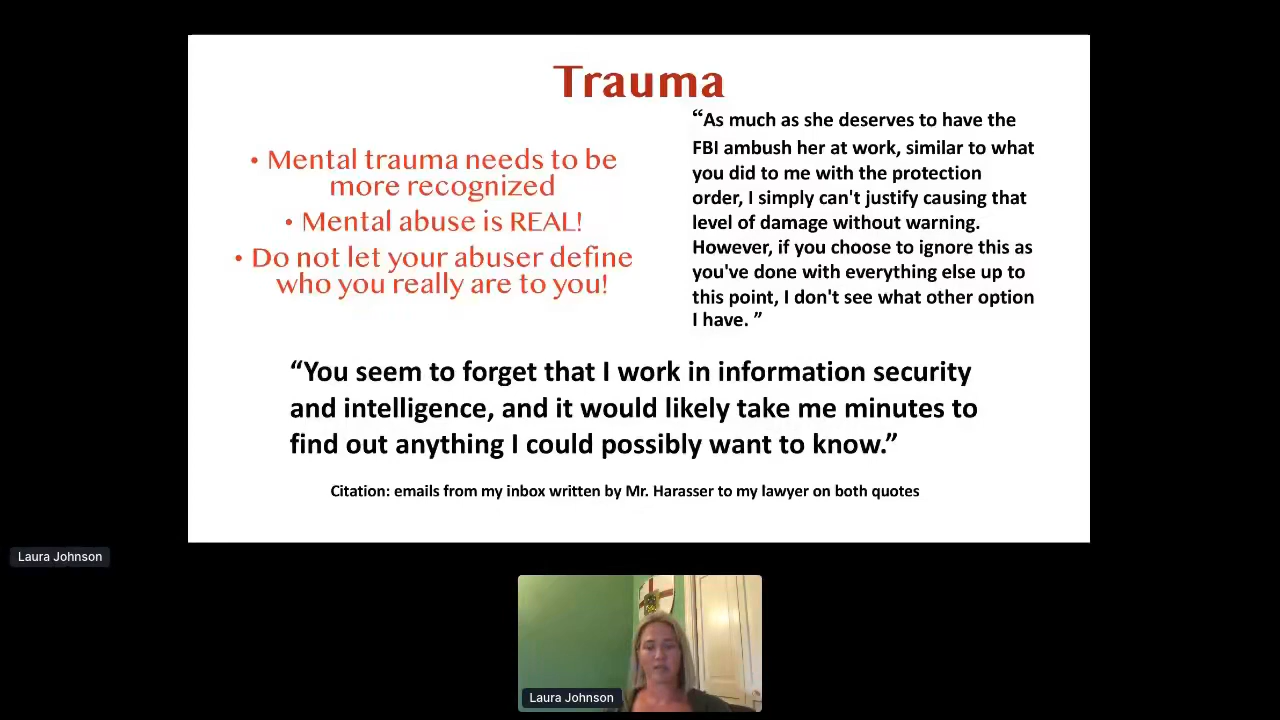 Trauma
• Mental trauma needs to be
more recognized
• Mental abuse is REAL!
• Do not let your abuser define
who you really are to you!
“As much as she deserves to have the
FBI ambush her at work, similar to what
you did to me with the protection
order, I simply can't justify causing that
level of damage without warning.
However, if you choose to ignore this as
you've done with everything else up to
this point, I don't see what other option
I have. ”
“You seem to forget that I work in information security
and intelligence, and it would likely take me minutes to
find out anything I could possibly want to know.”
Citation: emails from my inbox written by Mr. Harasser to my lawyer on both quotes
Laura Johnson
Laura Johnson